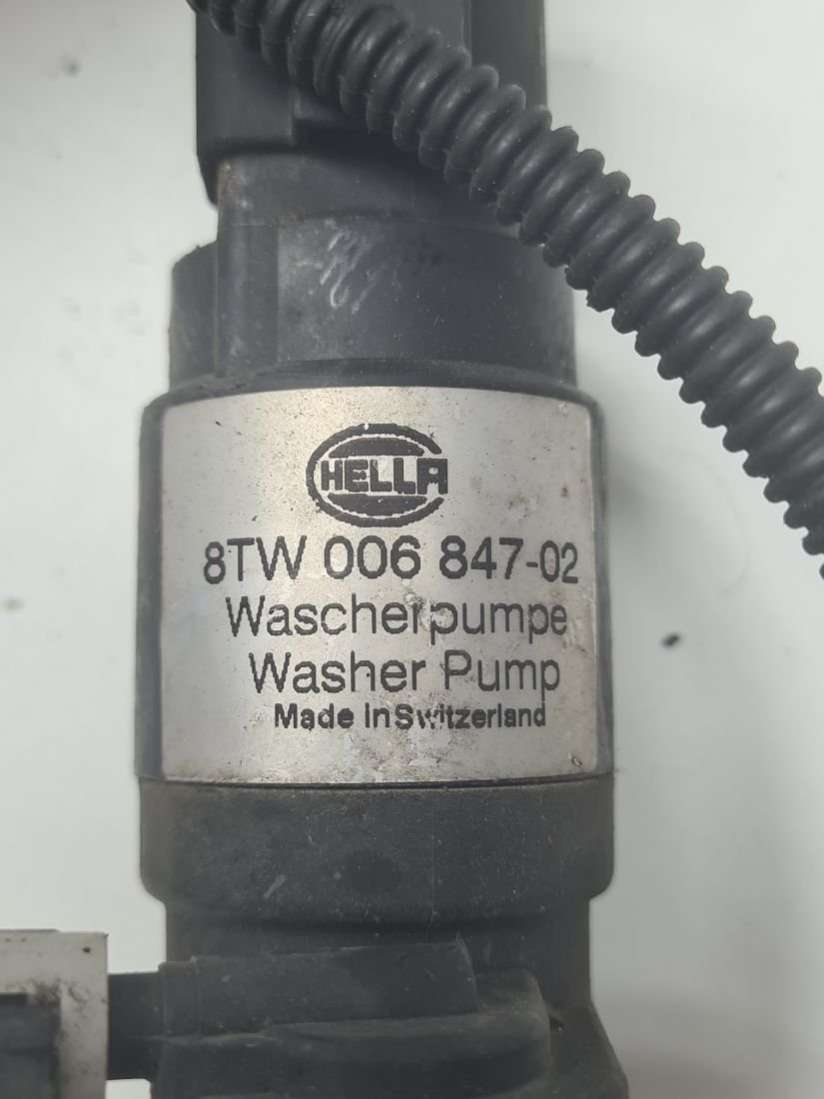 HELLA
8TW 006 847-02
Wascherpumpe
Washer Pump
Made In Switzerland